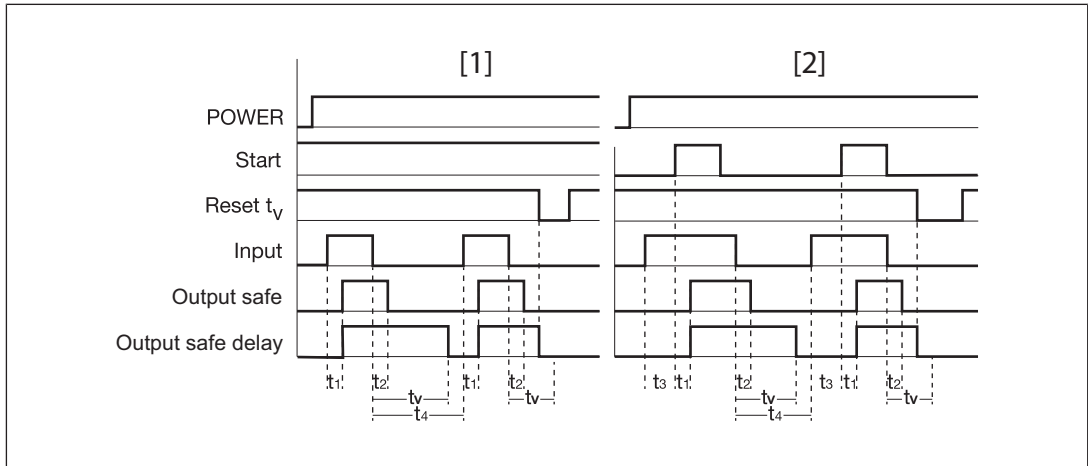 [1] [2]
POWER
Start
Reset tV
Input
Output safe
Output safe delay
t1 t2 t1 t2 t3 t1 t2 t3 t1 t2
tv tv tv tv
t4 t4